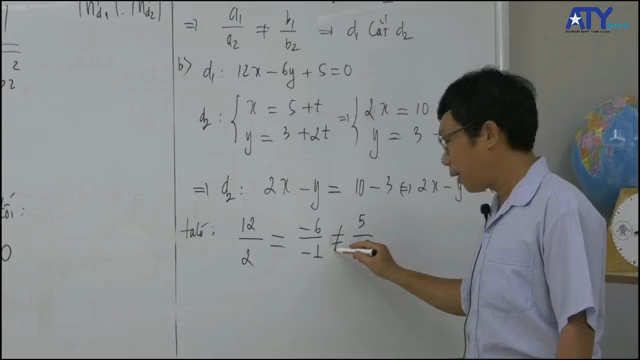 ATY
⇒ a₁/a₂ ≠ b₁/b₂ ⇒ d₁ cắt d₂
b) d₁: 12x − 6y + 5 = 0
d₂: { x = 5 + t ⇒ { 2x = 10
y = 3 + 2t y = 3
⇒ d₂: 2x − y = 10 − 3 ⇔ 2x − y
ta có: 12/2 = −6/−1 ≠ 5